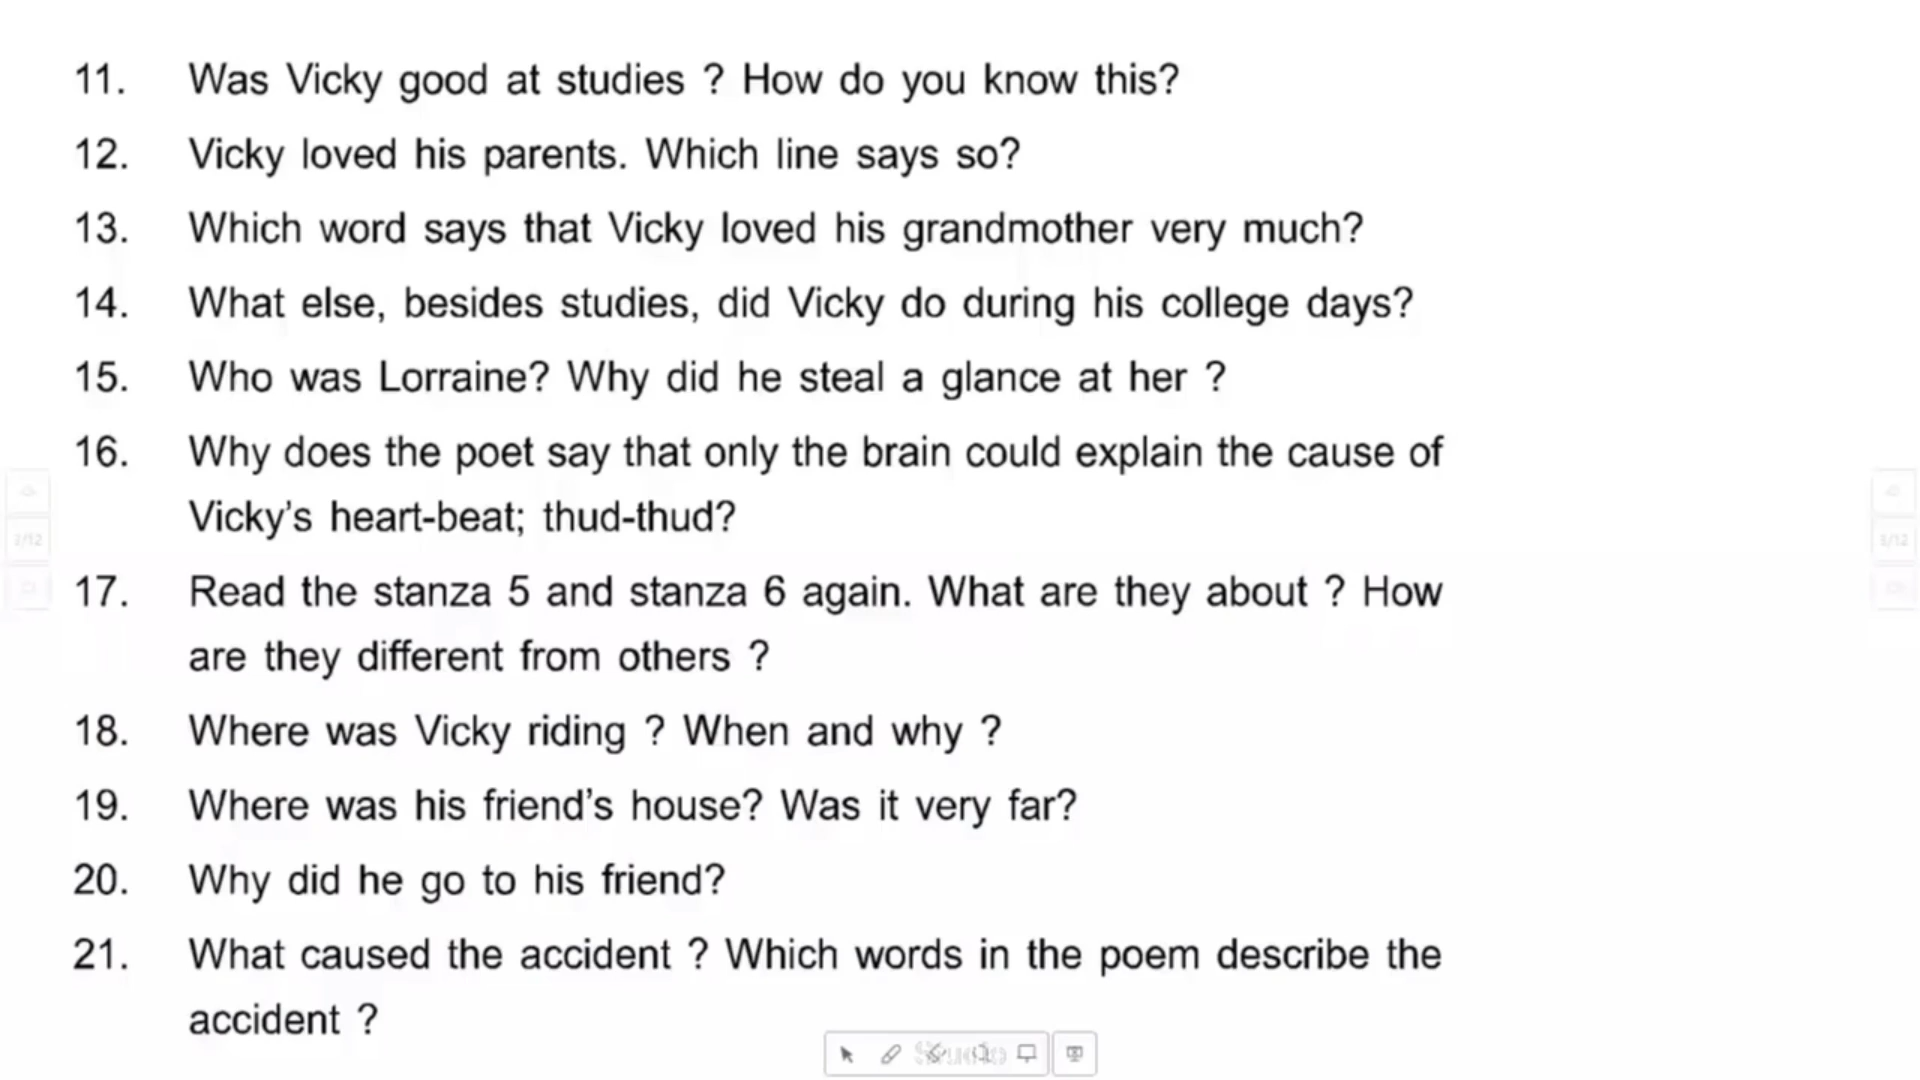 11. Was Vicky good at studies ? How do you know this?
12. Vicky loved his parents. Which line says so?
13. Which word says that Vicky loved his grandmother very much?
14. What else, besides studies, did Vicky do during his college days?
15. Who was Lorraine? Why did he steal a glance at her ?
16. Why does the poet say that only the brain could explain the cause of
Vicky's heart-beat; thud-thud?
3/12
3/12
17. Read the stanza 5 and stanza 6 again. What are they about ? How
are they different from others ?
18. Where was Vicky riding ? When and why ?
19. Where was his friend's house? Was it very far?
20. Why did he go to his friend?
21. What caused the accident ? Which words in the poem describe the
accident ?